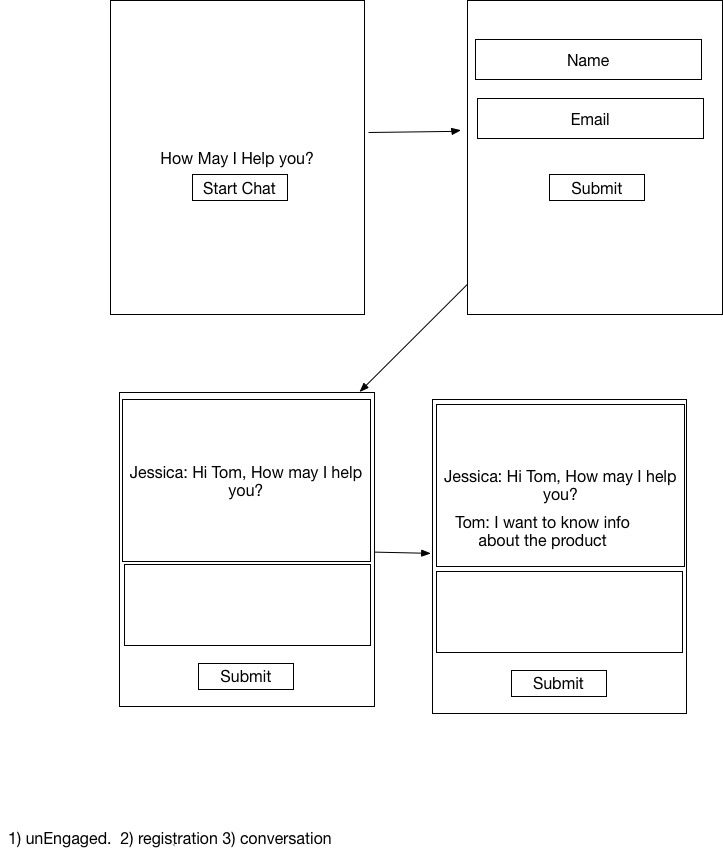 How May I Help you?
Start Chat
Name
Email
Submit
Jessica: Hi Tom, How may I help
you?
Submit
Jessica: Hi Tom, How may I help
you?
Tom: I want to know info
about the product
Submit
1) unEngaged.  2) registration 3) conversation